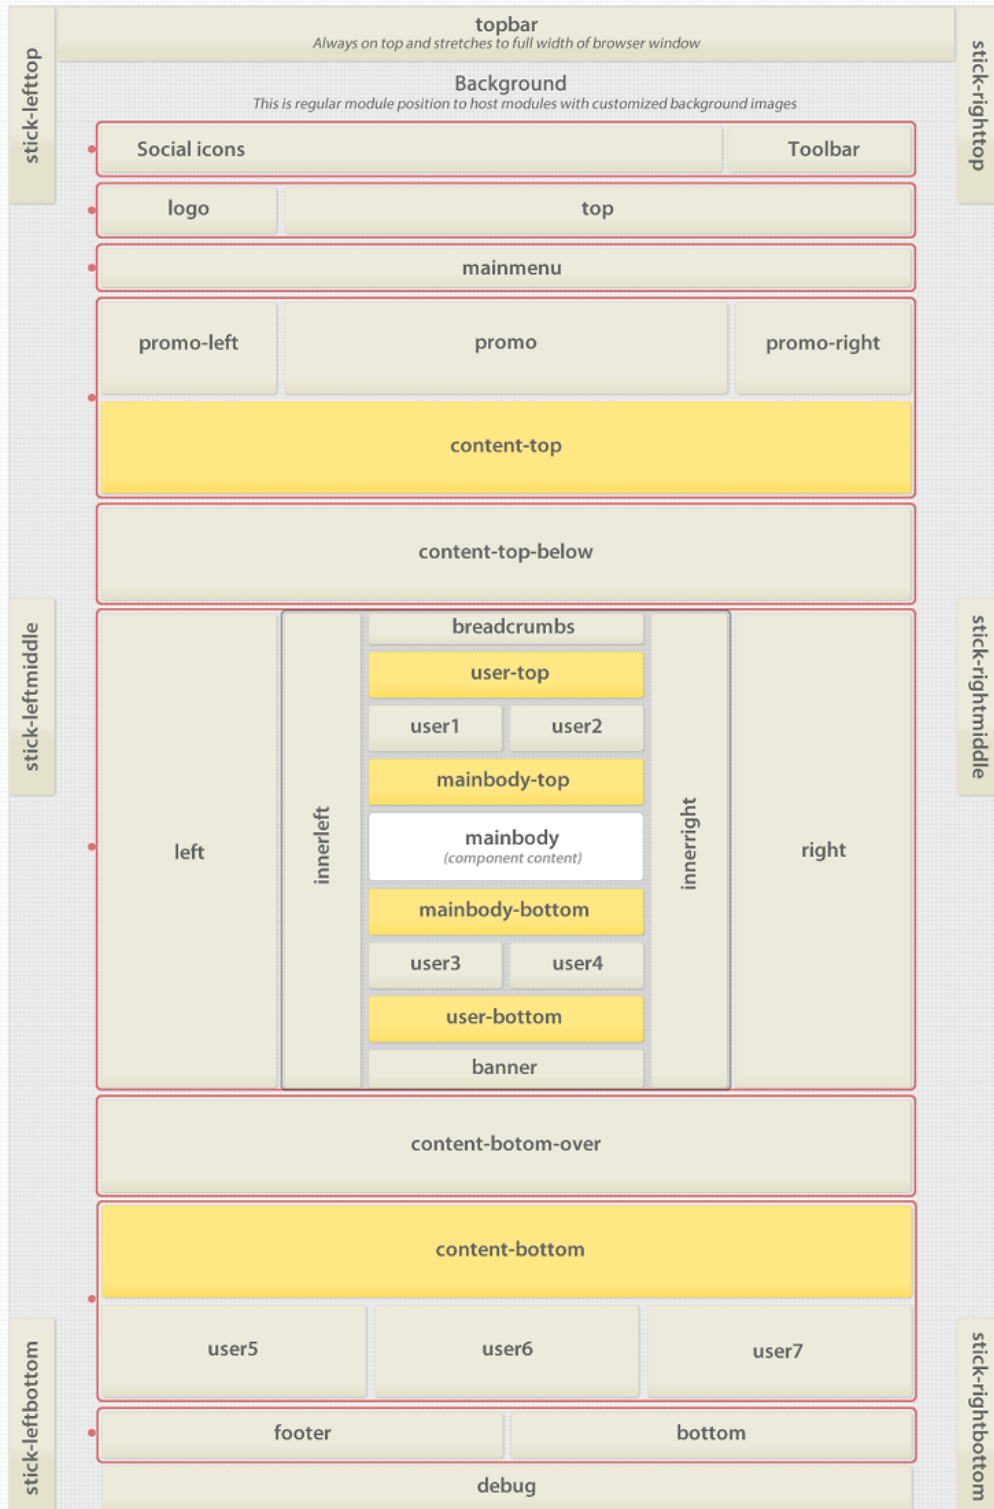 topbar
Always on top and stretches to full width of browser window
stick-lefttop
stick-righttop
Background
This is regular module position to host modules with customized background images
Social icons
Toolbar
logo
top
mainmenu
promo-left
promo
promo-right
content-top
content-top-below
stick-leftmiddle
stick-rightmiddle
left
innerleft
breadcrumbs
user-top
user1
user2
mainbody-top
mainbody
(component content)
mainbody-bottom
user3
user4
user-bottom
banner
innerright
right
content-botom-over
content-bottom
user5
user6
user7
stick-leftbottom
stick-rightbottom
footer
bottom
debug